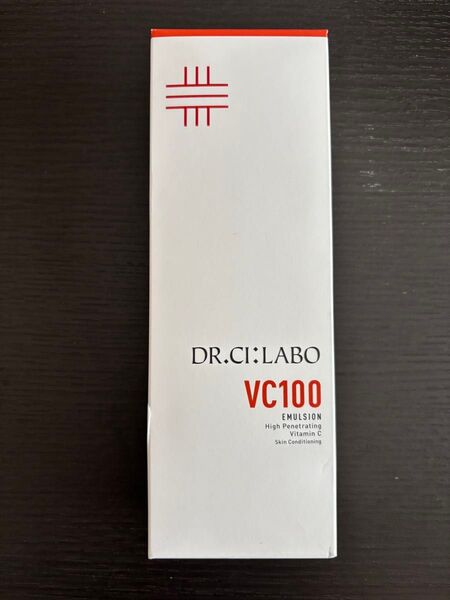 DR.CI:LABO
VC100
EMULSION
High Penetrating
Vitamin C
Skin Conditioning